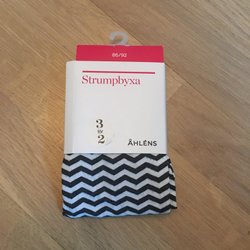 86/92
Strumpbyxa
3
för
2
ÅHLÉNS